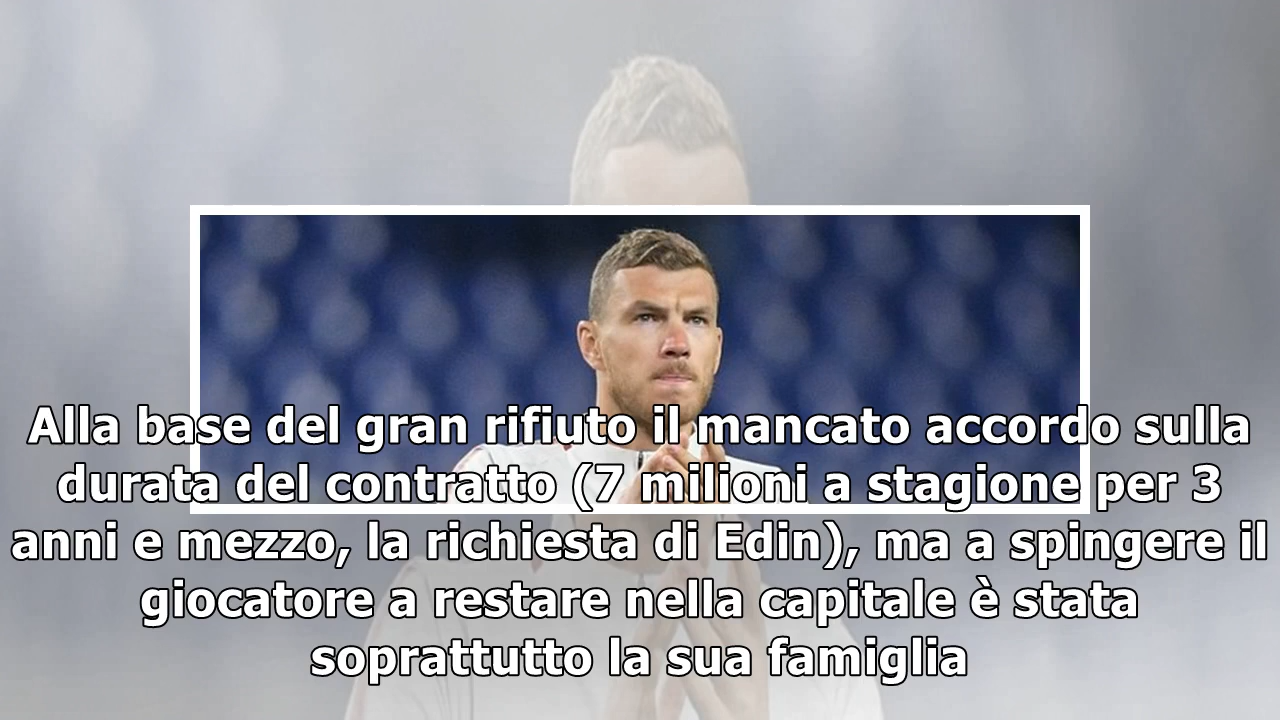 Alla base del gran rifiuto il mancato accordo sulla
durata del contratto (7 milioni a stagione per 3
anni e mezzo, la richiesta di Edin), ma a spingere il
giocatore a restare nella capitale è stata
soprattutto la sua famiglia